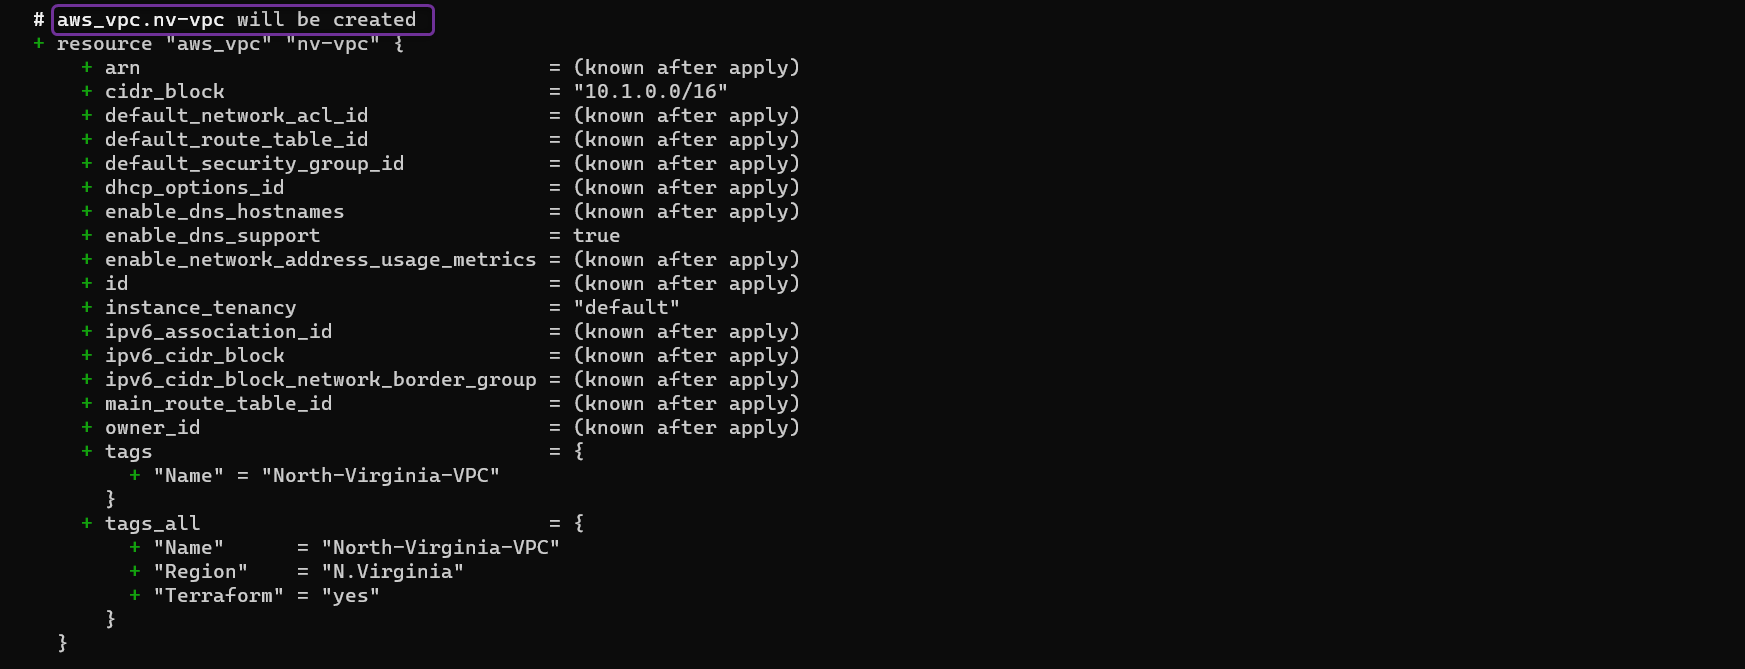 # aws_vpc.nv-vpc will be created
+ resource "aws_vpc" "nv-vpc" {
+ arn = (known after apply)
+ cidr_block = "10.1.0.0/16"
+ default_network_acl_id = (known after apply)
+ default_route_table_id = (known after apply)
+ default_security_group_id = (known after apply)
+ dhcp_options_id = (known after apply)
+ enable_dns_hostnames = (known after apply)
+ enable_dns_support = true
+ enable_network_address_usage_metrics = (known after apply)
+ id = (known after apply)
+ instance_tenancy = "default"
+ ipv6_association_id = (known after apply)
+ ipv6_cidr_block = (known after apply)
+ ipv6_cidr_block_network_border_group = (known after apply)
+ main_route_table_id = (known after apply)
+ owner_id = (known after apply)
+ tags = {
+ "Name" = "North-Virginia-VPC"
}
+ tags_all = {
+ "Name" = "North-Virginia-VPC"
+ "Region" = "N.Virginia"
+ "Terraform" = "yes"
}
}